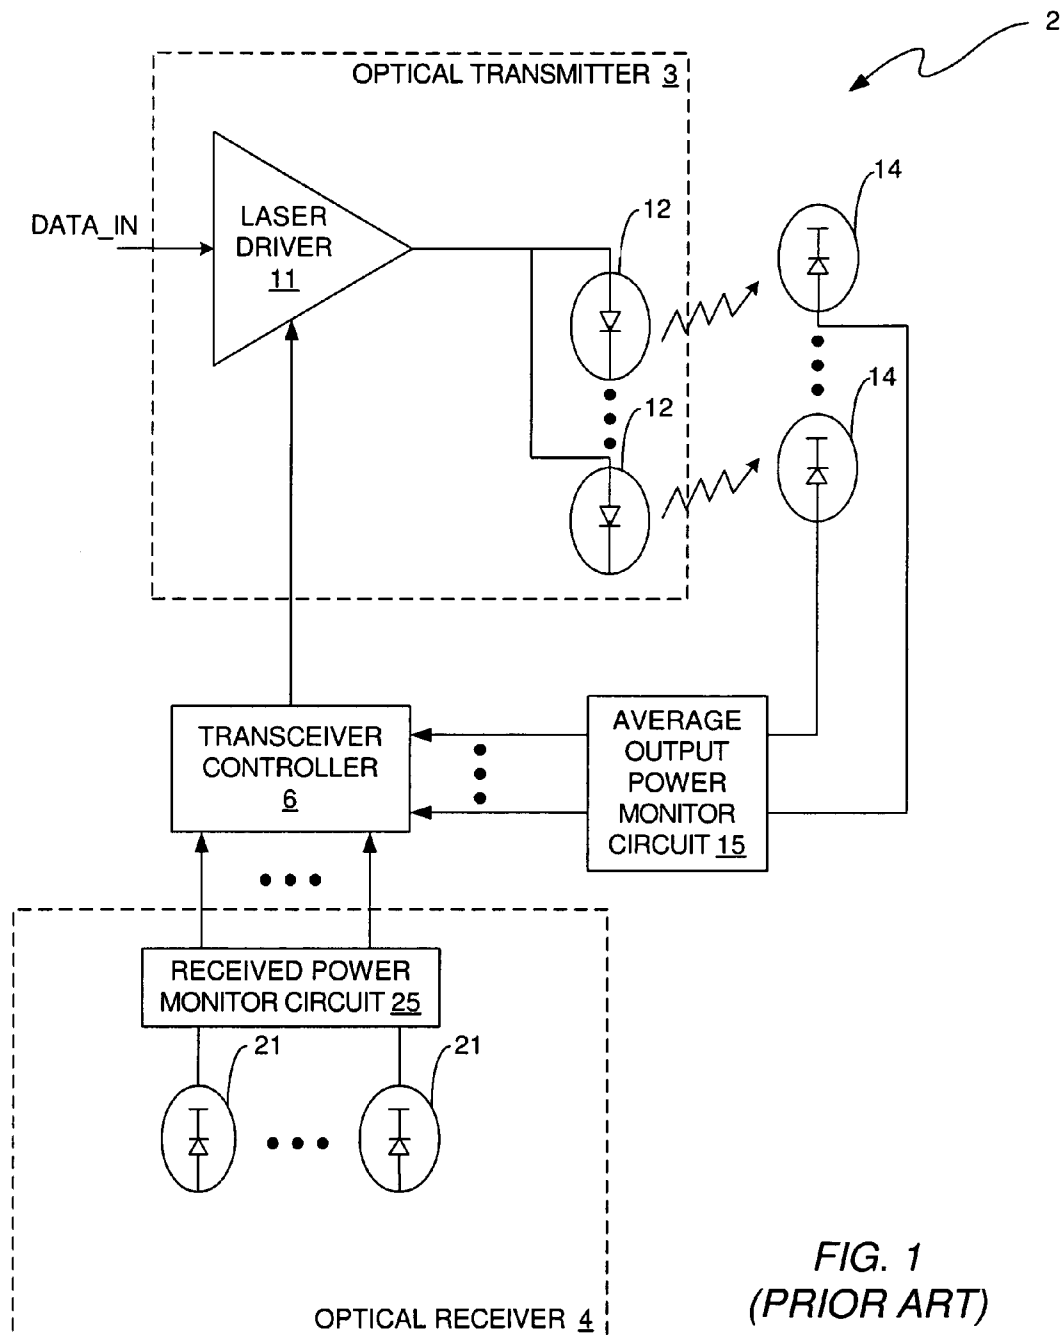 2
OPTICAL TRANSMITTER 3
14
DATA_IN
LASER
DRIVER
11
12
12
14
TRANSCEIVER
CONTROLLER
6
AVERAGE
OUTPUT
POWER
MONITOR
CIRCUIT 15
RECEIVED POWER
MONITOR CIRCUIT 25
21
21
OPTICAL RECEIVER 4
FIG. 1
(PRIOR ART)